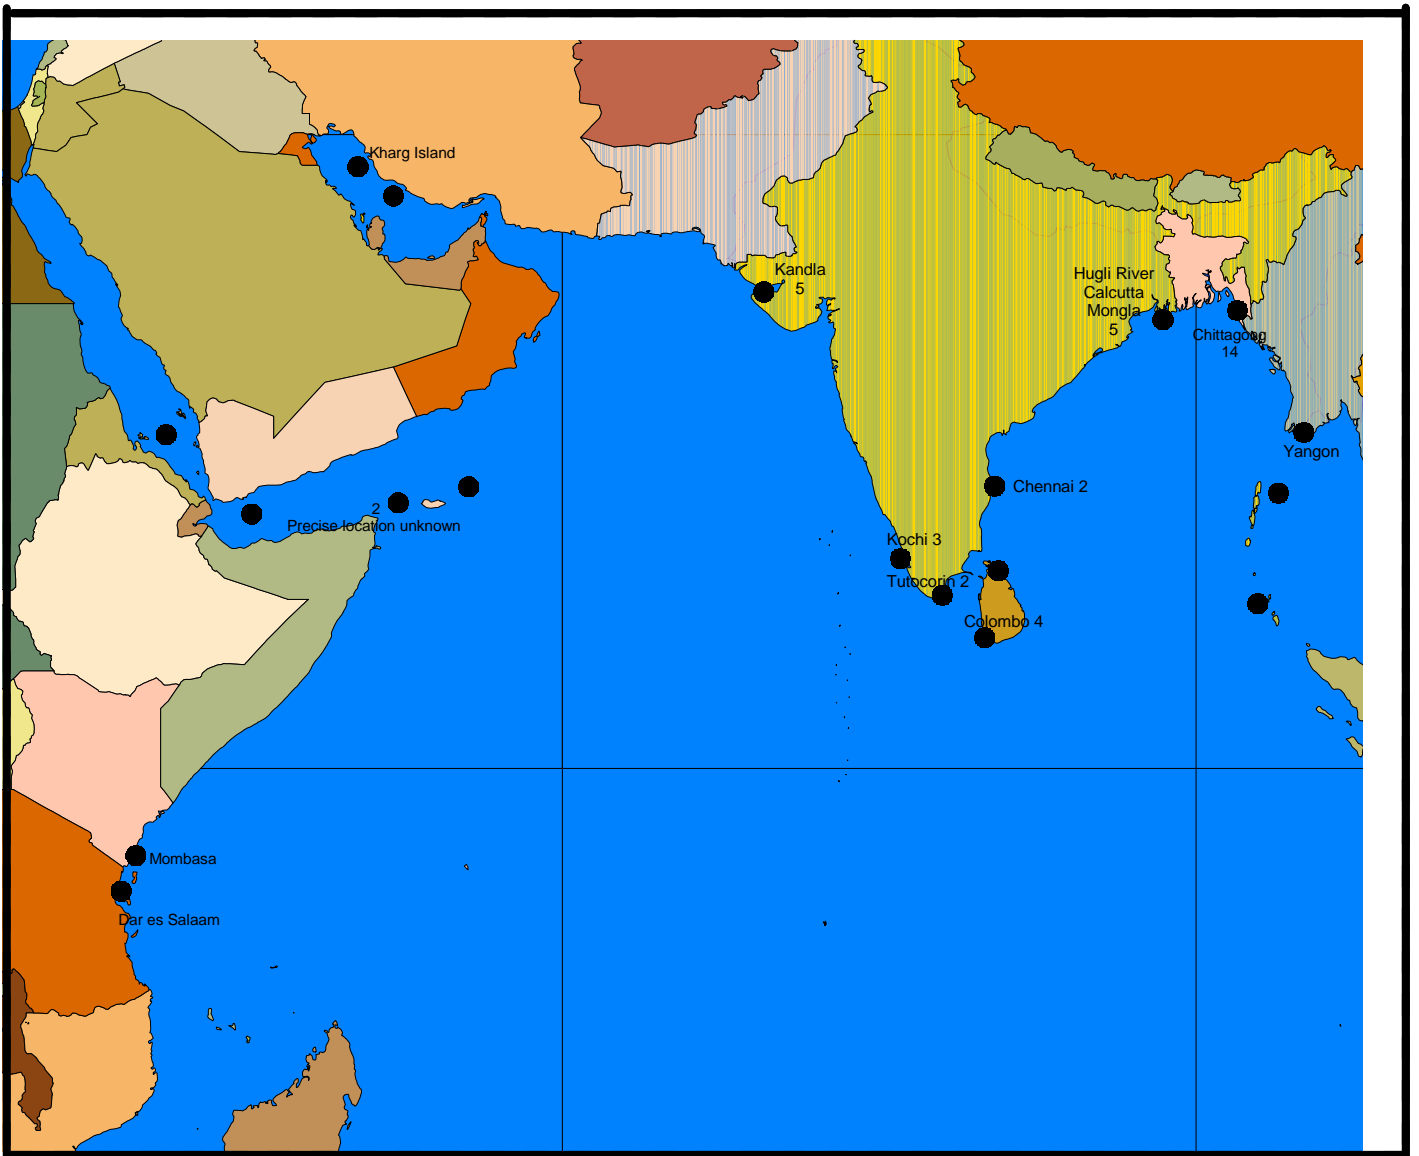 Kharg Island
Kandla
5
Hugli River
Calcutta
Mongla
5
Chittagong
14
Yangon
Chennai 2
2
Precise location unknown
Kochi 3
Tutocorin 2
Colombo 4
Mombasa
Dar es Salaam